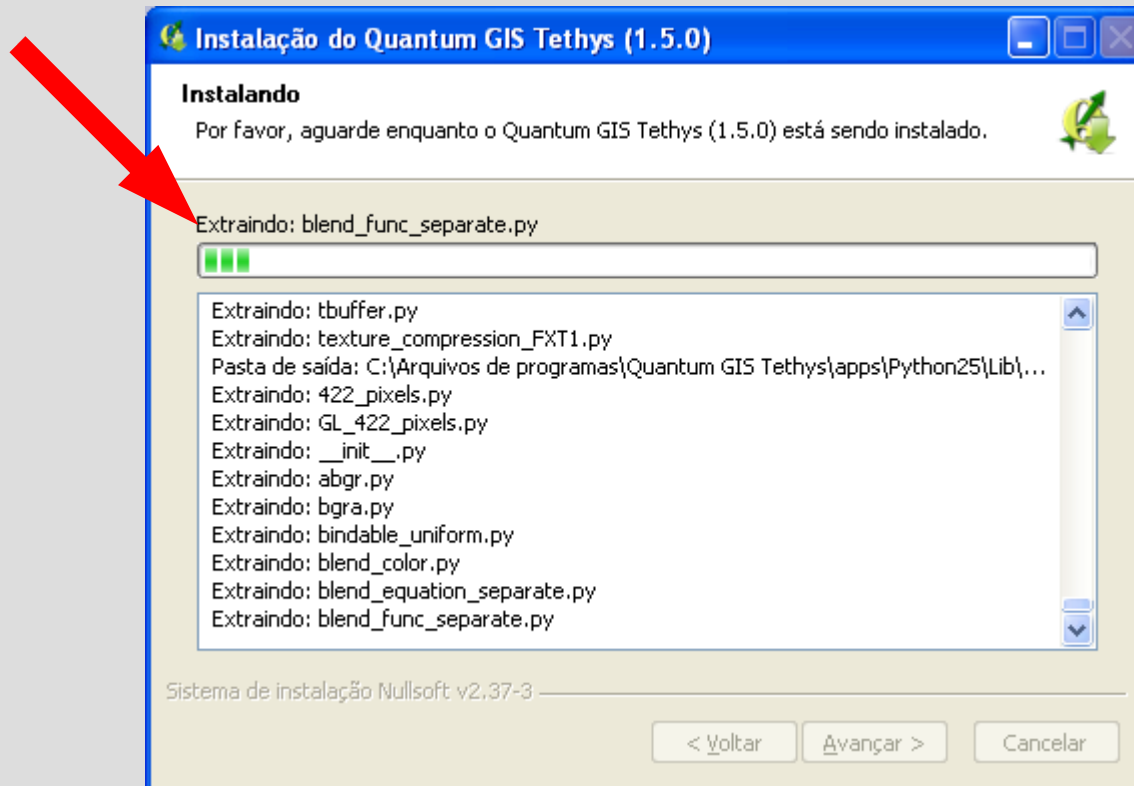 Instalação do Quantum GIS Tethys (1.5.0)
Instalando
Por favor, aguarde enquanto o Quantum GIS Tethys (1.5.0) está sendo instalado.
Extraindo: blend_func_separate.py
Extraindo: tbuffer.py
Extraindo: texture_compression_FXT1.py
Pasta de saída: C:\Arquivos de programas\Quantum GIS Tethys\apps\Python25\Lib\...
Extraindo: 422_pixels.py
Extraindo: GL_422_pixels.py
Extraindo: __init__.py
Extraindo: abgr.py
Extraindo: bgra.py
Extraindo: bindable_uniform.py
Extraindo: blend_color.py
Extraindo: blend_equation_separate.py
Extraindo: blend_func_separate.py
Sistema de instalação Nullsoft v2.37-3
< Voltar Avançar > Cancelar